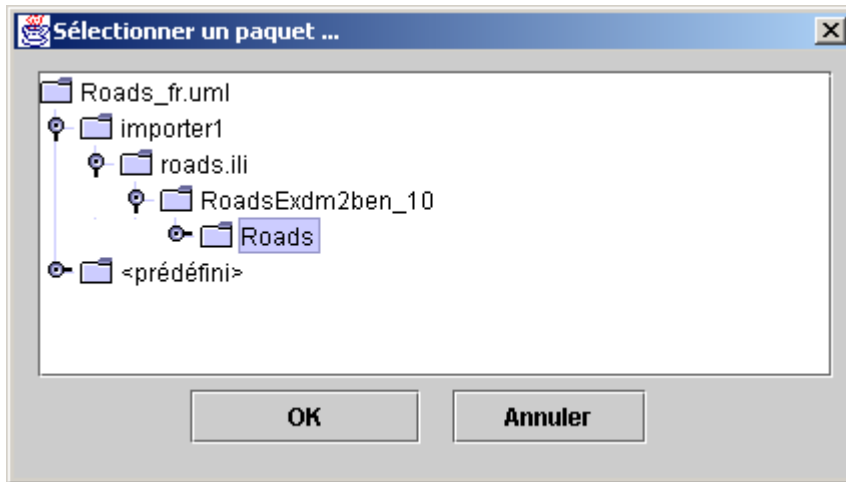 Sélectionner un paquet ...
Roads_fr.uml
importer1
roads.ili
RoadsExdm2ben_10
Roads
<prédéfini>
OK
Annuler